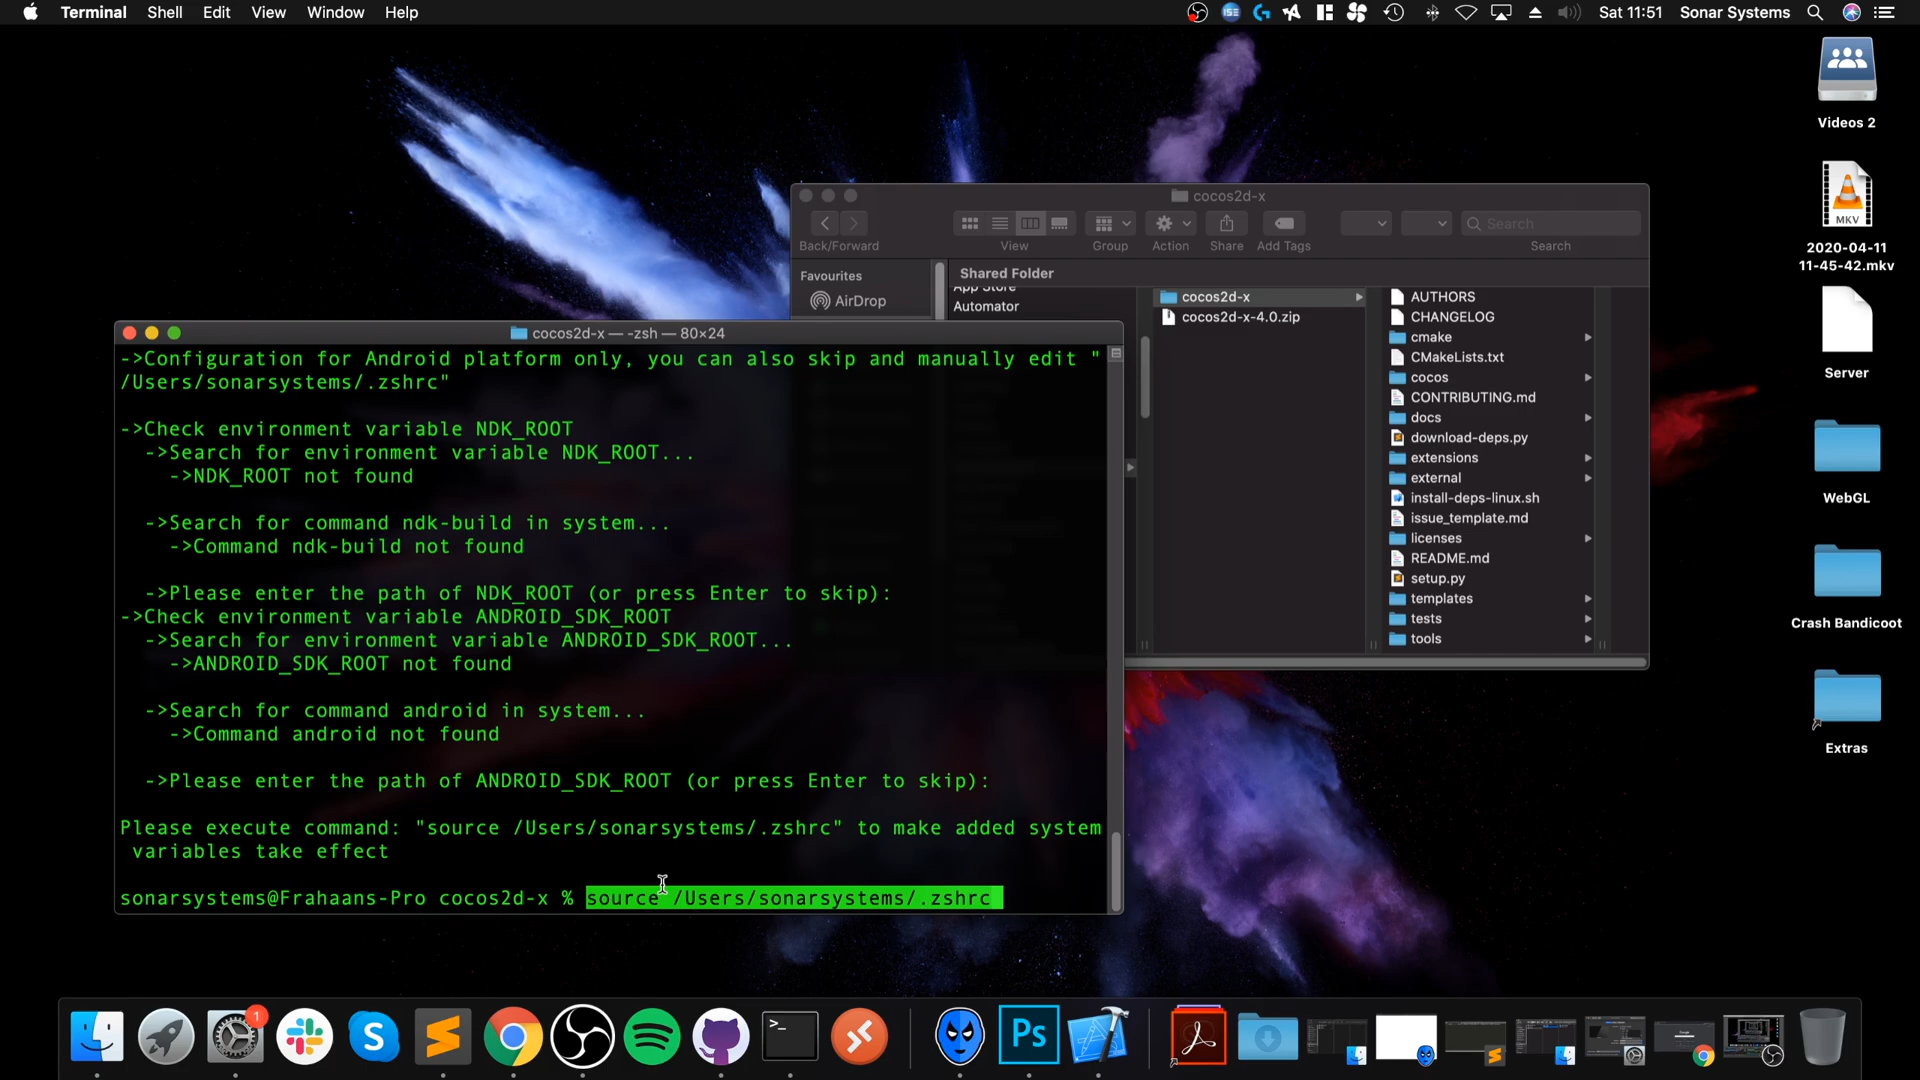 Terminal Shell Edit View Window Help
ISE
Sat 11:51 Sonar Systems
Videos 2
MKV
2020-04-11
11-45-42.mkv
Server
WebGL
Crash Bandicoot
Extras
cocos2d-x
Search
Back/Forward View Group Action Share Add Tags Search
Favourites
AirDrop
Shared Folder
App Store
Automator
cocos2d-x
cocos2d-x-4.0.zip
AUTHORS
CHANGELOG
cmake
CMakeLists.txt
cocos
CONTRIBUTING.md
docs
download-deps.py
extensions
external
install-deps-linux.sh
issue_template.md
licenses
README.md
setup.py
templates
tests
tools
cocos2d-x — -zsh — 80×24
->Configuration for Android platform only, you can also skip and manually edit "
/Users/sonarsystems/.zshrc"
->Check environment variable NDK_ROOT
->Search for environment variable NDK_ROOT...
->NDK_ROOT not found
->Search for command ndk-build in system...
->Command ndk-build not found
->Please enter the path of NDK_ROOT (or press Enter to skip):
->Check environment variable ANDROID_SDK_ROOT
->Search for environment variable ANDROID_SDK_ROOT...
->ANDROID_SDK_ROOT not found
->Search for command android in system...
->Command android not found
->Please enter the path of ANDROID_SDK_ROOT (or press Enter to skip):
Please execute command: "source /Users/sonarsystems/.zshrc" to make added system
variables take effect
sonarsystems@Frahaans-Pro cocos2d-x % source /Users/sonarsystems/.zshrc
1
S
>_
Ps